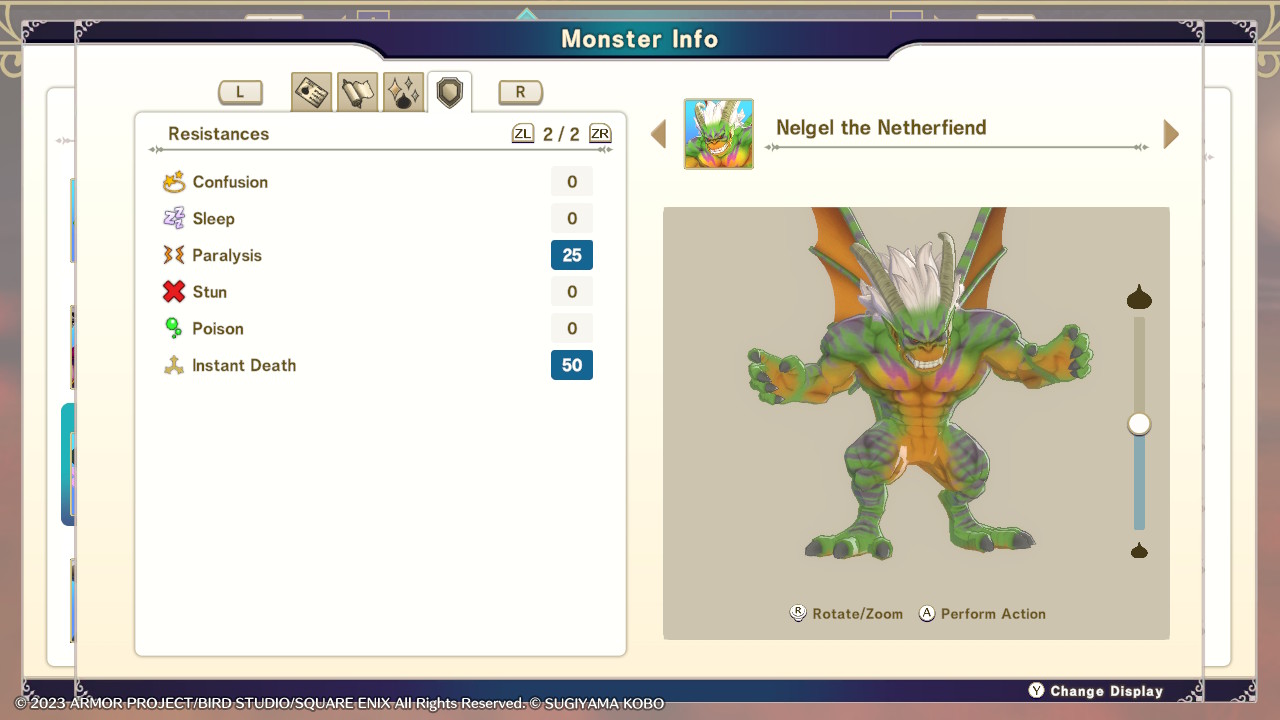 Monster Info
L
R
Resistances
ZL 2 / 2 ZR
Confusion 0
Sleep 0
Paralysis 25
Stun 0
Poison 0
Instant Death 50
Nelgel the Netherfiend
R Rotate/Zoom A Perform Action
Y Change Display
© 2023 ARMOR PROJECT/BIRD STUDIO/SQUARE ENIX All Rights Reserved. © SUGIYAMA KOBO